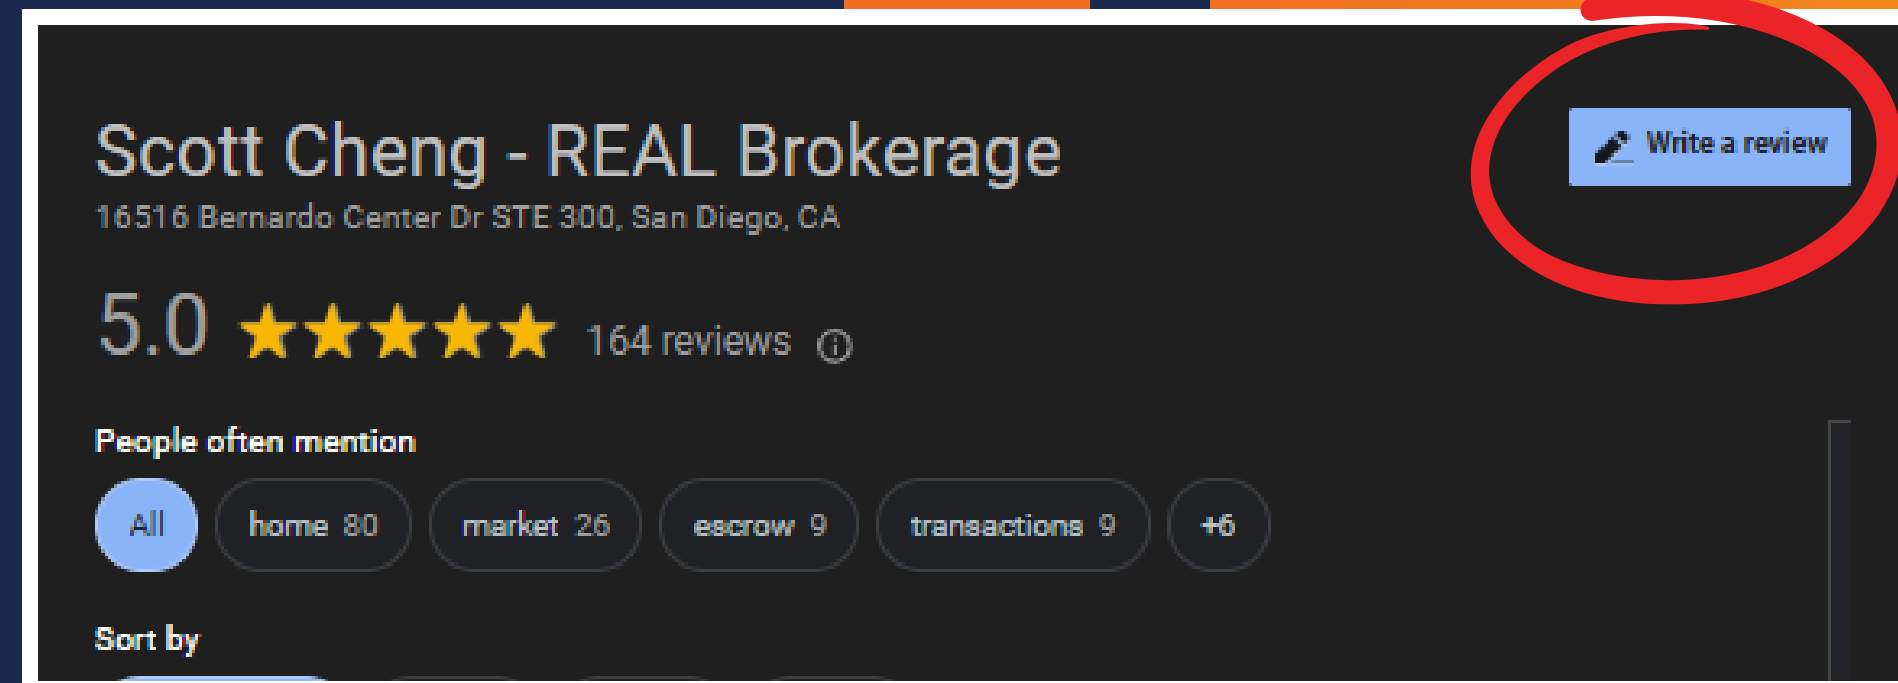 Scott Cheng - REAL Brokerage
Write a review
16516 Bernardo Center Dr STE 300, San Diego, CA
5.0 164 reviews
People often mention
All home 80 market 26 escrow 9 transactions 9 +6
Sort by